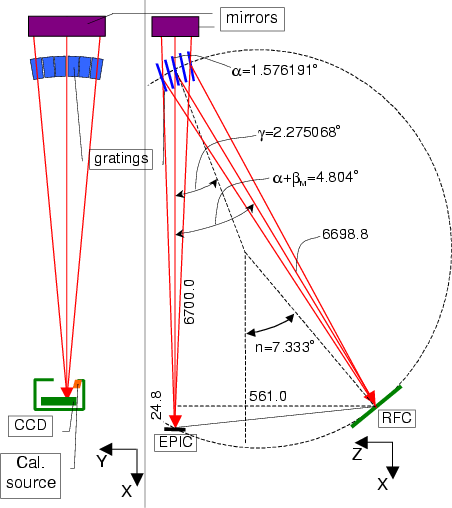 mirrors
α=1.576191°
γ=2.275068°
gratings
α+βM=4.804°
6698.8
6700.0
n=7.333°
561.0
24.8
CCD
RFC
EPIC
Cal.
source
Y
X
Z
X